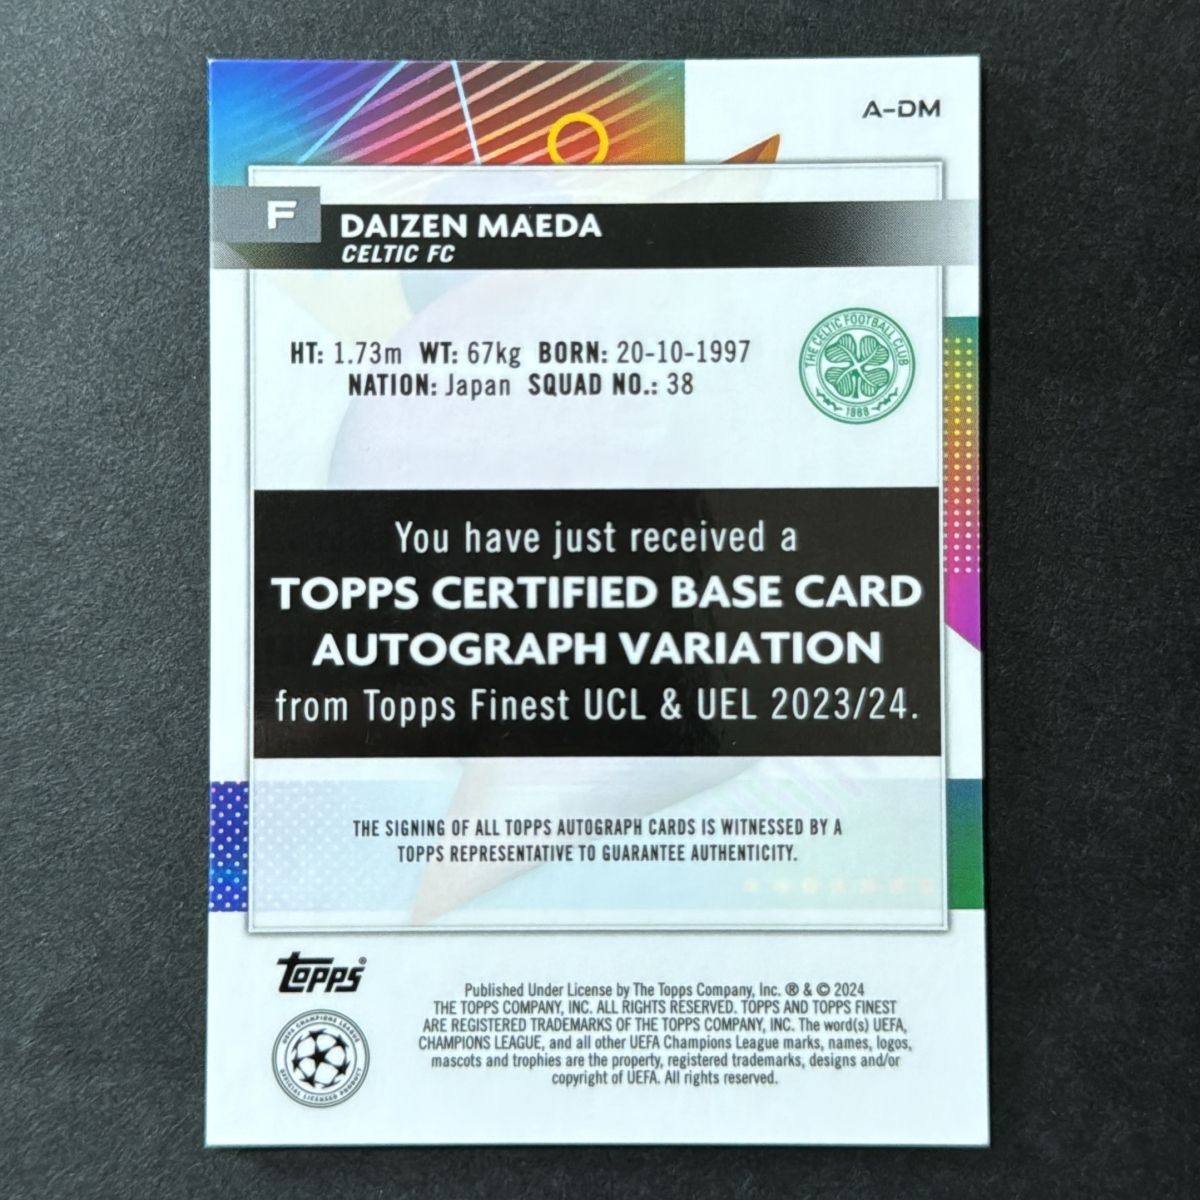 A-DM
F
DAIZEN MAEDA
CELTIC FC
HT: 1.73m WT: 67kg BORN: 20-10-1997
NATION: Japan SQUAD NO.: 38
THE CELTIC FOOTBALL CLUB
1888
You have just received a
TOPPS CERTIFIED BASE CARD
AUTOGRAPH VARIATION
from Topps Finest UCL & UEL 2023/24.
THE SIGNING OF ALL TOPPS AUTOGRAPH CARDS IS WITNESSED BY A
TOPPS REPRESENTATIVE TO GUARANTEE AUTHENTICITY.
Topps®
UEFA CHAMPIONS LEAGUE
OFFICIAL LICENSED PRODUCT
Published Under License by The Topps Company, Inc. ® & © 2024
THE TOPPS COMPANY, INC. ALL RIGHTS RESERVED. TOPPS AND TOPPS FINEST
ARE REGISTERED TRADEMARKS OF THE TOPPS COMPANY, INC. The word(s) UEFA,
CHAMPIONS LEAGUE, and all other UEFA Champions League marks, names, logos,
mascots and trophies are the property, registered trademarks, designs and/or
copyright of UEFA. All rights reserved.